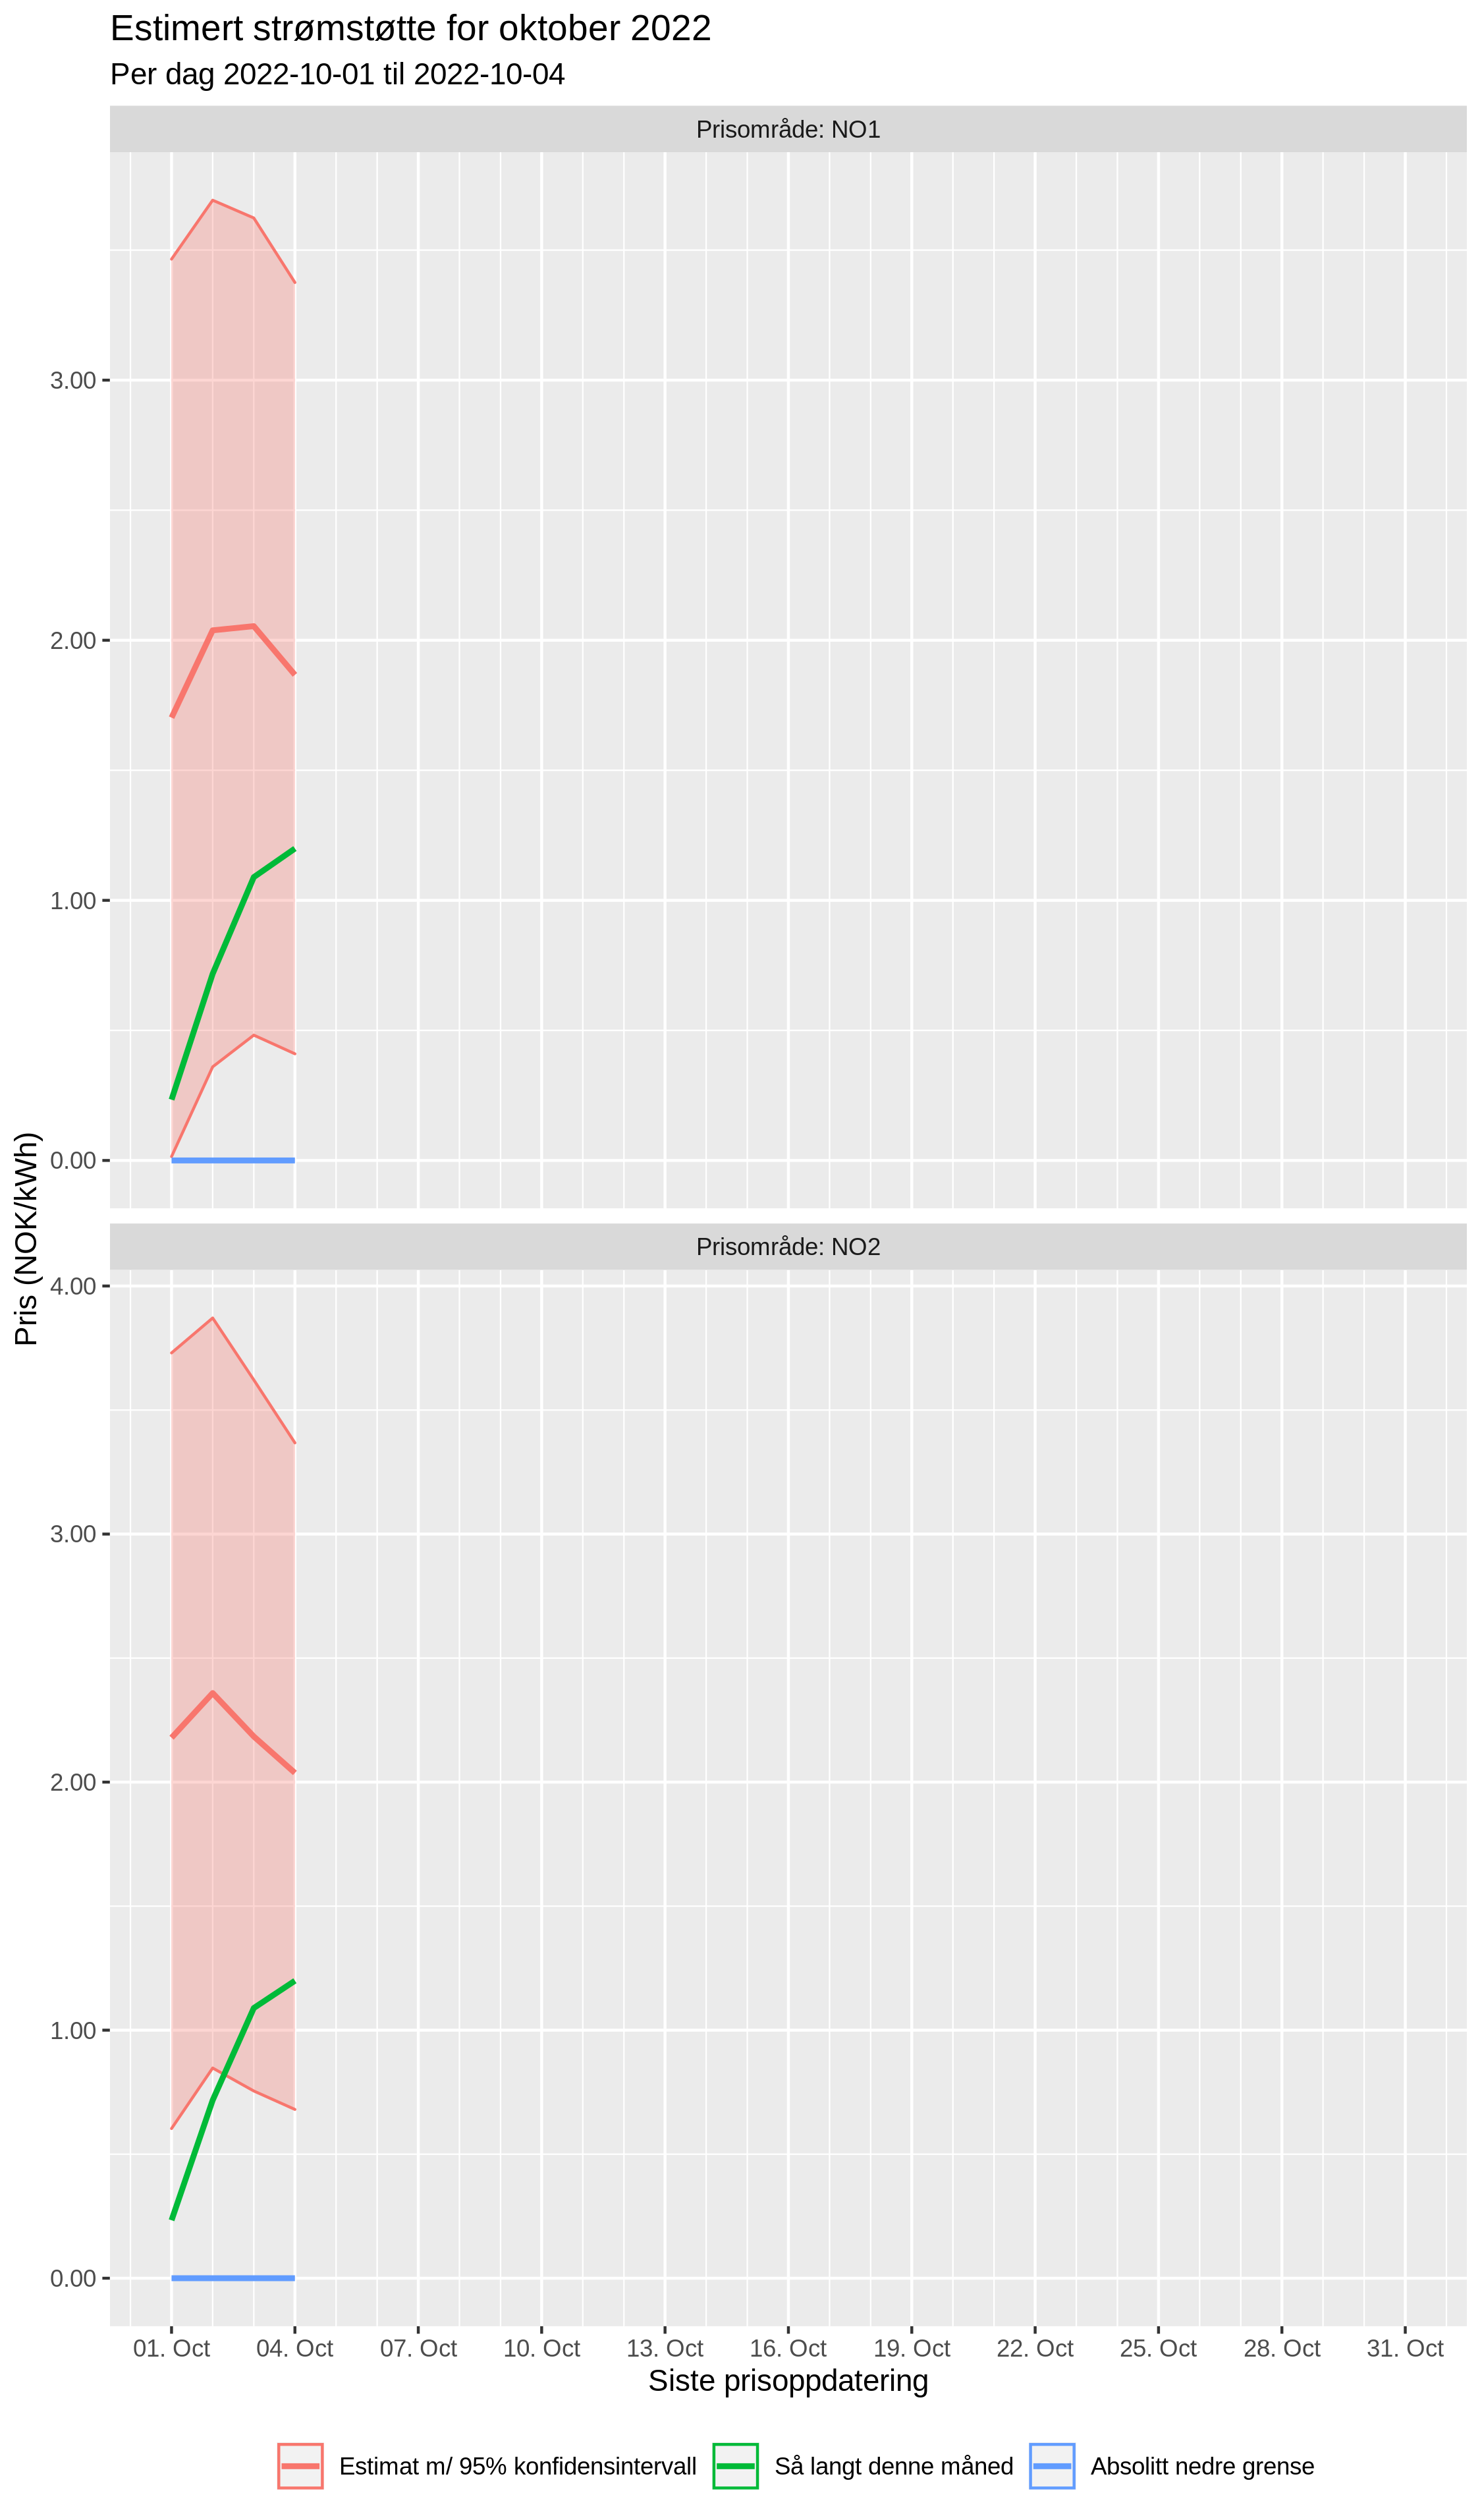 Estimert strømstøtte for oktober 2022
Per dag 2022-10-01 til 2022-10-04
Prisområde: NO1
3.00
2.00
1.00
0.00
Pris (NOK/kWh)
Prisområde: NO2
4.00
3.00
2.00
1.00
0.00
01. Oct 04. Oct 07. Oct 10. Oct 13. Oct 16. Oct 19. Oct 22. Oct 25. Oct 28. Oct 31. Oct
Siste prisoppdatering
Estimat m/ 95% konfidensintervall Så langt denne måned Absolitt nedre grense